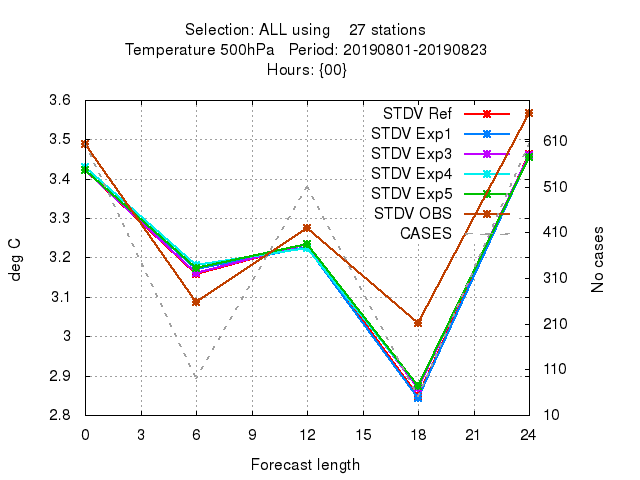 Selection: ALL using    27 stations
Temperature 500hPa   Period: 20190801-20190823
Hours: {00}
3.6
3.5
3.4
3.3
3.2
3.1
3
2.9
2.8
deg C
STDV Ref
STDV Exp1
STDV Exp3
STDV Exp4
STDV Exp5
STDV OBS
CASES
610
510
410
310
210
110
10
No cases
0 3 6 9 12 15 18 21 24
Forecast length